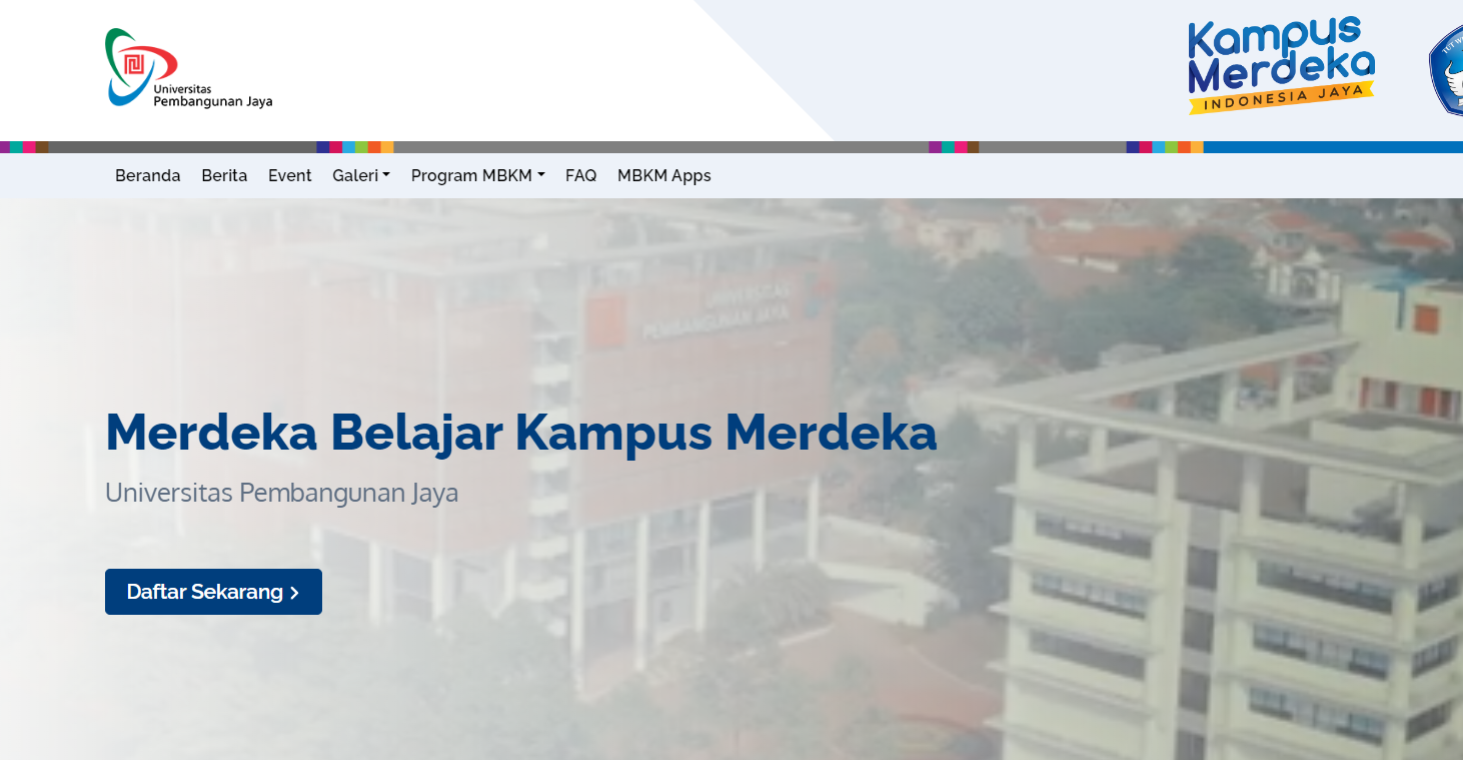 Universitas
Pembangunan Jaya
Kampus
Merdeka
INDONESIA JAYA
Beranda Berita Event Galeri Program MBKM FAQ MBKM Apps
UNIVERSITAS
PEMBANGUNAN JAYA
Merdeka Belajar Kampus Merdeka
Universitas Pembangunan Jaya
Daftar Sekarang